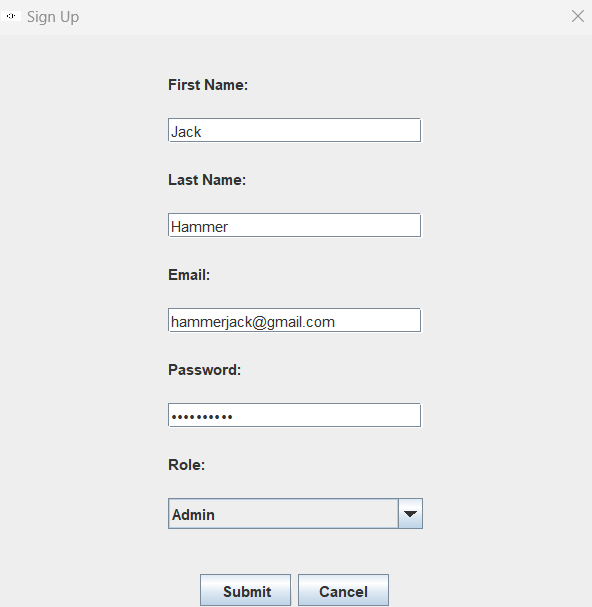 Sign Up
First Name:
Jack
Last Name:
Hammer
Email:
hammerjack@gmail.com
Password:
••••••••••
Role:
Admin
Submit Cancel